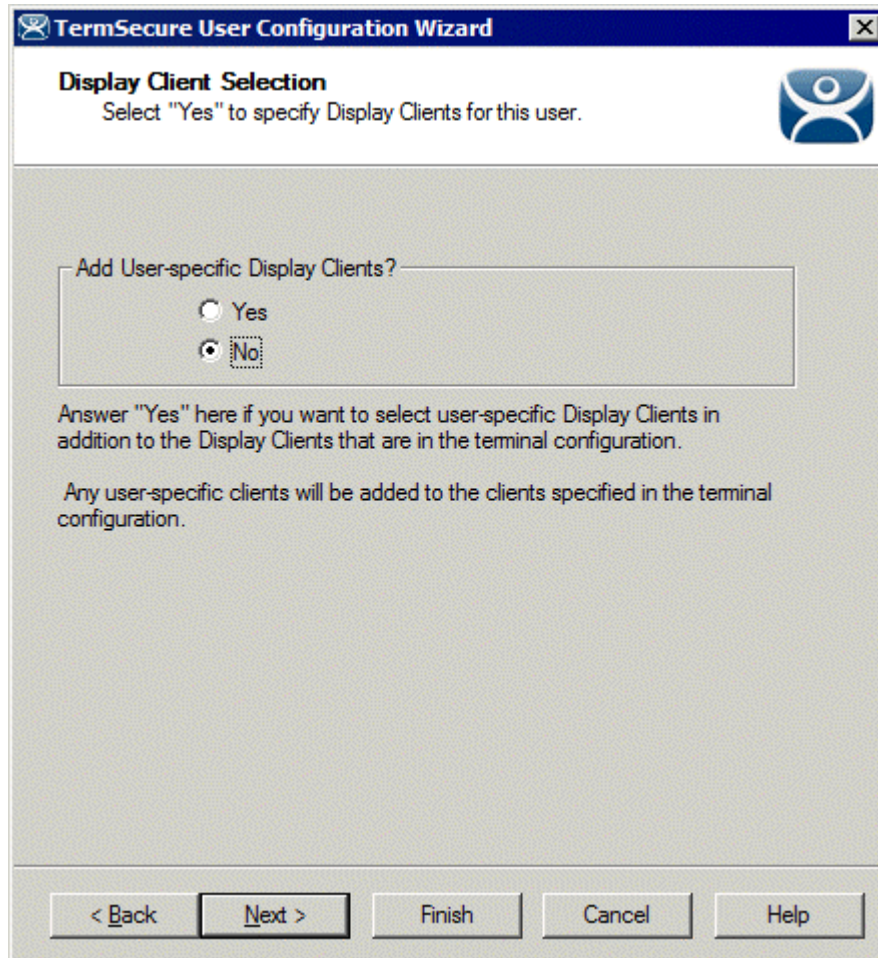 TermSecure User Configuration Wizard
Display Client Selection
Select "Yes" to specify Display Clients for this user.
Add User-specific Display Clients?
Yes
No
Answer "Yes" here if you want to select user-specific Display Clients in
addition to the Display Clients that are in the terminal configuration.
Any user-specific clients will be added to the clients specified in the terminal
configuration.
< Back
Next >
Finish
Cancel
Help